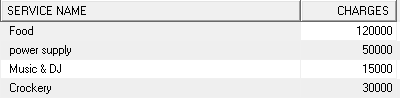 SERVICE NAME CHARGES
Food 120000
power supply 50000
Music & DJ 15000
Crockery 30000